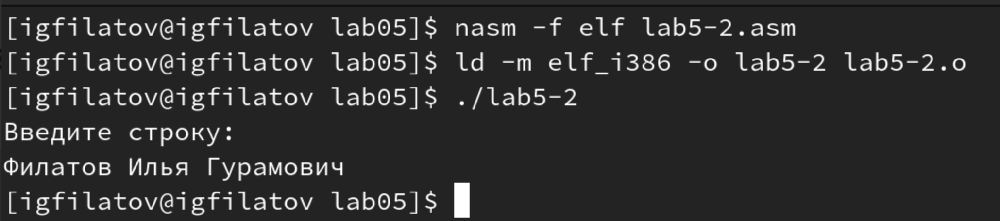 [igfilatov@igfilatov lab05]$ nasm -f elf lab5-2.asm
[igfilatov@igfilatov lab05]$ ld -m elf_i386 -o lab5-2 lab5-2.o
[igfilatov@igfilatov lab05]$ ./lab5-2
Введите строку:
Филатов Илья Гурамович
[igfilatov@igfilatov lab05]$